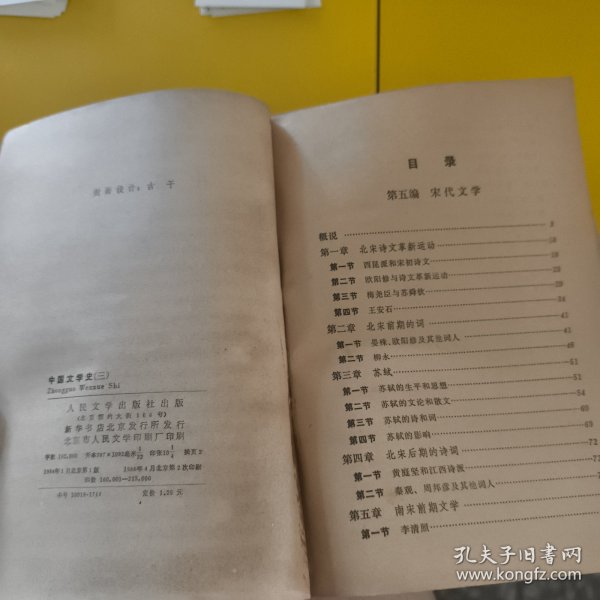 封面设计：古 干
中国文学史(三)
Zhongguo Wenxue Shi
人民文学出版社出版
新华书店北京发行所发行
北京市人民文学印刷厂印刷
定价 1.25 元
目 录
第五编 宋代文学
概说
第一章 北宋诗文革新运动
第一节 西昆派和宋初诗文
第二节 欧阳修与诗文革新运动
第三节 梅尧臣与苏舜钦
第四节 王安石
第二章 北宋前期的词
第一节 晏殊、欧阳修及其他词人
第二节 柳永
第三章 苏轼
第一节 苏轼的生平和思想
第二节 苏轼的文论和散文
第三节 苏轼的诗和词
第四节 苏轼的影响
第四章 北宋后期的诗词 72
第一节 黄庭坚和江西诗派 72
第二节 秦观、周邦彦及其他词人
第五章 南宋前期文学
第一节 李清照
孔夫子旧书网
www.kongfz.com